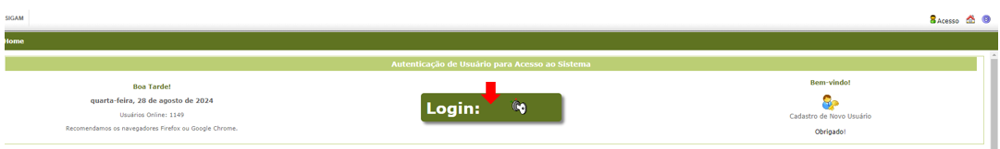 SIGAM
Acesso
Home
Autenticação de Usuário para Acesso ao Sistema
Boa Tarde!
quarta-feira, 28 de agosto de 2024
Usuários Online: 1149
Recomendamos os navegadores Firefox ou Google Chrome.
Login:
Bem-vindo!
Cadastro de Novo Usuário
Obrigado!